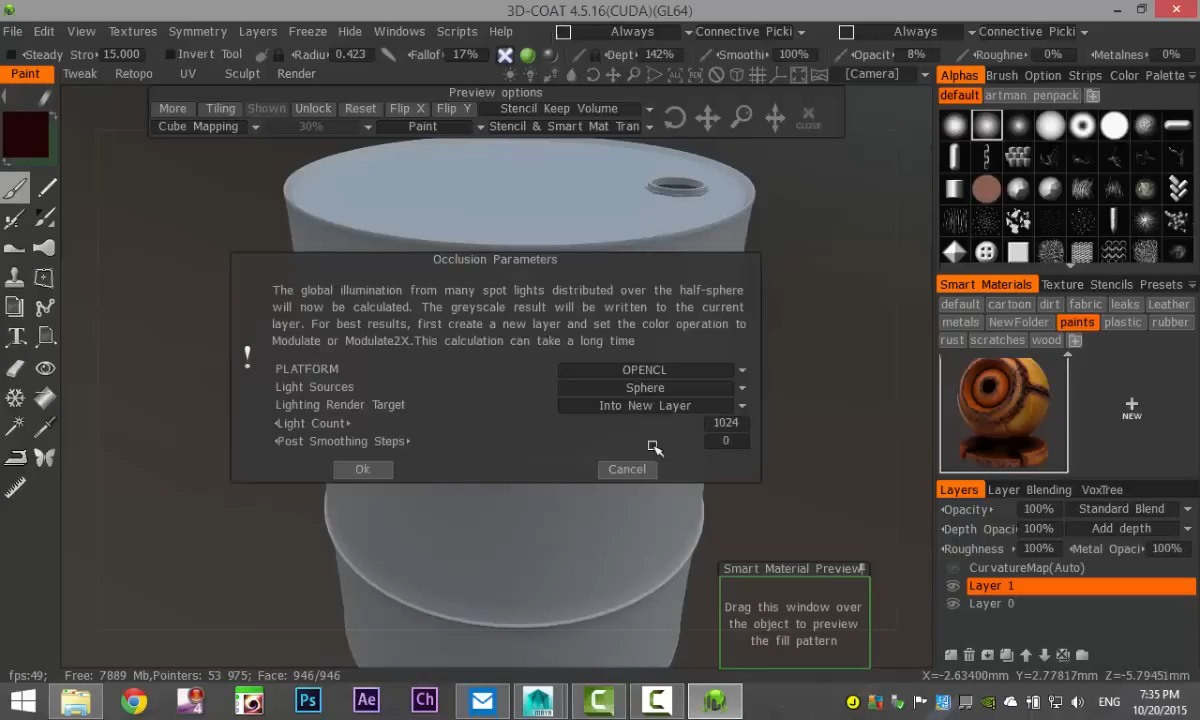 3D-COAT 4.5.16(CUDA)(GL64)
File Edit View Textures Symmetry Layers Freeze Hide Windows Scripts Help Always Connective Picki Always Connective Picki
Steady Stro 15.000 Invert Tool Radiu 0.423 Fallof 17% Dept 142% Smoothi 100% Opacit 8% Roughne 0% Metalnes 0%
Paint Tweak Retopo UV Sculpt Render [Camera] Alphas Brush Option Strips Color Palette
Preview options
default artman penpack
More Tiling Shown Unlock Reset Flip X Flip Y Stencil Keep Volume
Cube Mapping 30% Paint Stencil & Smart Mat Tran CLOSE
Occlusion Parameters
The global illumination from many spot lights distributed over the half-sphere
will now be calculated. The greyscale result will be written to the current
layer. For best results, first create a new layer and set the color operation to
Modulate or Modulate2X.This calculation can take a long time
!
PLATFORM OPENCL
Light Sources Sphere
Lighting Render Target Into New Layer
Light Count 1024
Post Smoothing Steps 0
Ok Cancel
Smart Materials Texture Stencils Presets
default cartoon dirt fabric leaks Leather
metals NewFolder paints plastic rubber
rust scratches wood
NEW
Layers Layer Blending VoxTree
Opacity 100% Standard Blend
Depth Opaci 100% Add depth
Roughness 100% Metal Opaci 100%
CurvatureMap(Auto)
Layer 1
Layer 0
Smart Material Preview
Drag this window over
the object to preview
the fill pattern
fps:49; Free: 7889 Mb,Pointers: 53 975; Face: 946/946 X=-2.63400mm Y=2.77817mm Z=-5.79451mm
4 Ps Ae Ch MAYA ENG 7:35 PM
10/20/2015